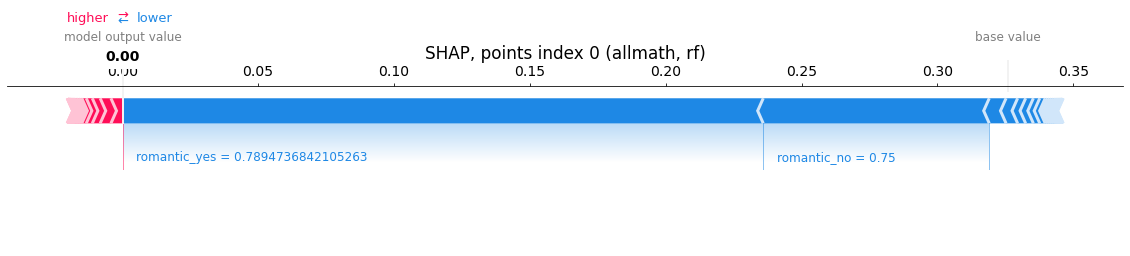 higher ⇄ lower
model output value
base value
0.00
SHAP, points index 0 (allmath, rf)
0.00 0.05 0.10 0.15 0.20 0.25 0.30 0.35
romantic_yes = 0.7894736842105263
romantic_no = 0.75